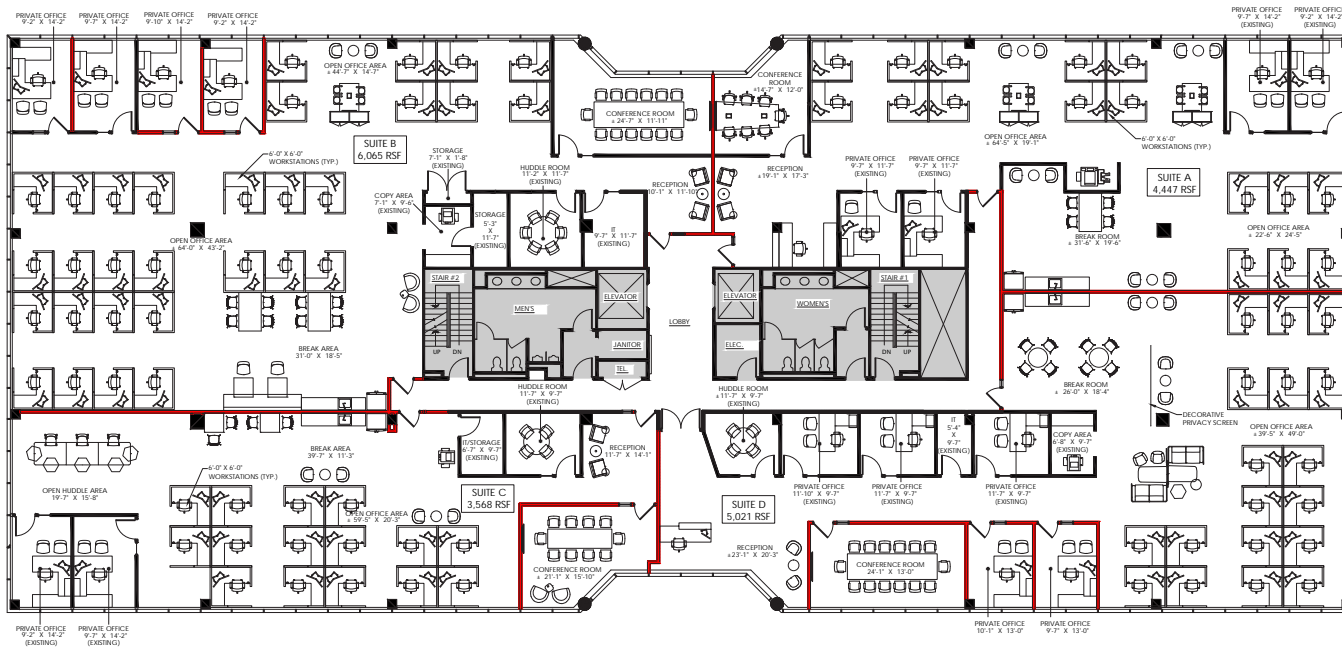 PRIVATE OFFICE
9'-2" X 14'-2"
PRIVATE OFFICE
9'-7" X 14'-2"
PRIVATE OFFICE
9'-10" X 14'-2"
PRIVATE OFFICE
9'-2" X 14'-2"
PRIVATE OFFICE
9'-7" X 14'-2"
(EXISTING)
PRIVATE OFFICE
9'-2" X 14'-2"
(EXISTING)
OPEN OFFICE AREA
± 44'-7" X 14'-7"
CONFERENCE ROOM
± 24'-7" X 11'-11"
CONFERENCE
ROOM
±14'-7" X 12'-0"
OPEN OFFICE AREA
± 64'-5" X 19'-1"
6'-0" X 6'-0"
WORKSTATIONS (TYP.)
SUITE B
6,065 RSF
6'-0" X 6'-0"
WORKSTATIONS (TYP.)
STORAGE
7'-1" X 1'-8"
(EXISTING)
HUDDLE ROOM
11'-2" X 11'-7"
(EXISTING)
RECEPTION
10'-1" X 11'-10"
RECEPTION
±19'-1" X 17'-3"
PRIVATE OFFICE
9'-7" X 11'-7"
(EXISTING)
PRIVATE OFFICE
9'-7" X 11'-7"
(EXISTING)
SUITE A
4,447 RSF
COPY AREA
7'-1" X 9'-6"
(EXISTING)
STORAGE
5'-3"
X
11'-7"
(EXISTING)
IT
9'-7" X 11'-7"
(EXISTING)
OPEN OFFICE AREA
± 64'-0" X 43'-2"
BREAK ROOM
± 31'-6" X 19'-6"
OPEN OFFICE AREA
± 22'-6" X 24'-5"
STAIR #2
MEN'S
ELEVATOR
LOBBY
ELEVATOR
WOMEN'S
STAIR #1
UP
DN
JANITOR
TEL.
ELEC.
DN
UP
BREAK AREA
31'-0" X 18'-5"
HUDDLE ROOM
11'-7" X 9'-7"
(EXISTING)
HUDDLE ROOM
±11'-7" X 9'-7"
(EXISTING)
BREAK ROOM
± 26'-0" X 18'-4"
DECORATIVE
PRIVACY SCREEN
OPEN OFFICE AREA
± 39'-5" X 49'-0"
BREAK AREA
39'-7" X 11'-3"
IT/STORAGE
6'-7" X 9'-7"
(EXISTING)
RECEPTION
11'-7" X 14'-1"
IT
5'-4"
X
9'-7"
(EXISTING)
COPY AREA
6'-8" X 9'-7"
(EXISTING)
6'-0" X 6'-0"
WORKSTATIONS (TYP.)
OPEN HUDDLE AREA
19'-7" X 15'-8"
PRIVATE OFFICE
11'-10" X 9'-7"
(EXISTING)
PRIVATE OFFICE
11'-7" X 9'-7"
(EXISTING)
PRIVATE OFFICE
11'-7" X 9'-7"
(EXISTING)
SUITE C
3,568 RSF
SUITE D
5,021 RSF
OPEN OFFICE AREA
± 59'-5" X 20'-3"
RECEPTION
±23'-1" X 20'-3"
CONFERENCE ROOM
± 21'-1" X 15'-10"
CONFERENCE ROOM
24'-1" X 13'-0"
PRIVATE OFFICE
9'-2" X 14'-2"
(EXISTING)
PRIVATE OFFICE
9'-7" X 14'-2"
(EXISTING)
PRIVATE OFFICE
10'-1" X 13'-0"
PRIVATE OFFICE
9'-7" X 13'-0"